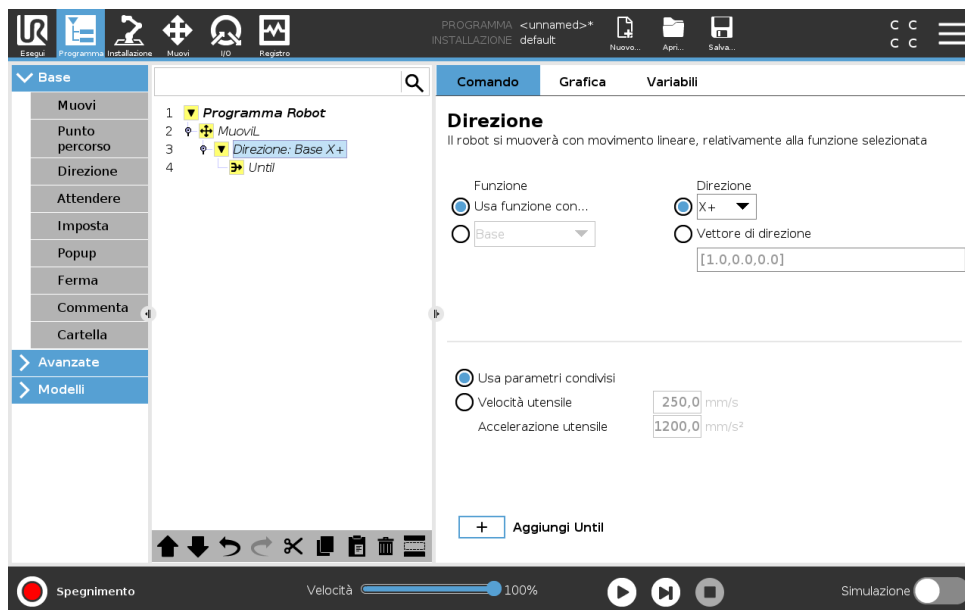 UR
Esegui
Programma
Installazione
Muovi
I/O
Registro
PROGRAMMA <unnamed>*
INSTALLAZIONE default
Nuovo...
Apri...
Salva...
C C
C C
Base
Muovi
Punto
percorso
Direzione
Attendere
Imposta
Popup
Ferma
Commenta
Cartella
Avanzate
Modelli
1 Programma Robot
2 MuoviL
3 Direzione: Base X+
4 Until
Comando
Grafica
Variabili
Direzione
Il robot si muoverà con movimento lineare, relativamente alla funzione selezionata
Funzione
Usa funzione con...
Base
Direzione
X+
Vettore di direzione
[1.0,0.0,0.0]
Usa parametri condivisi
Velocità utensile 250,0 mm/s
Accelerazione utensile 1200,0 mm/s²
+ Aggiungi Until
Spegnimento
Velocità 100%
Simulazione